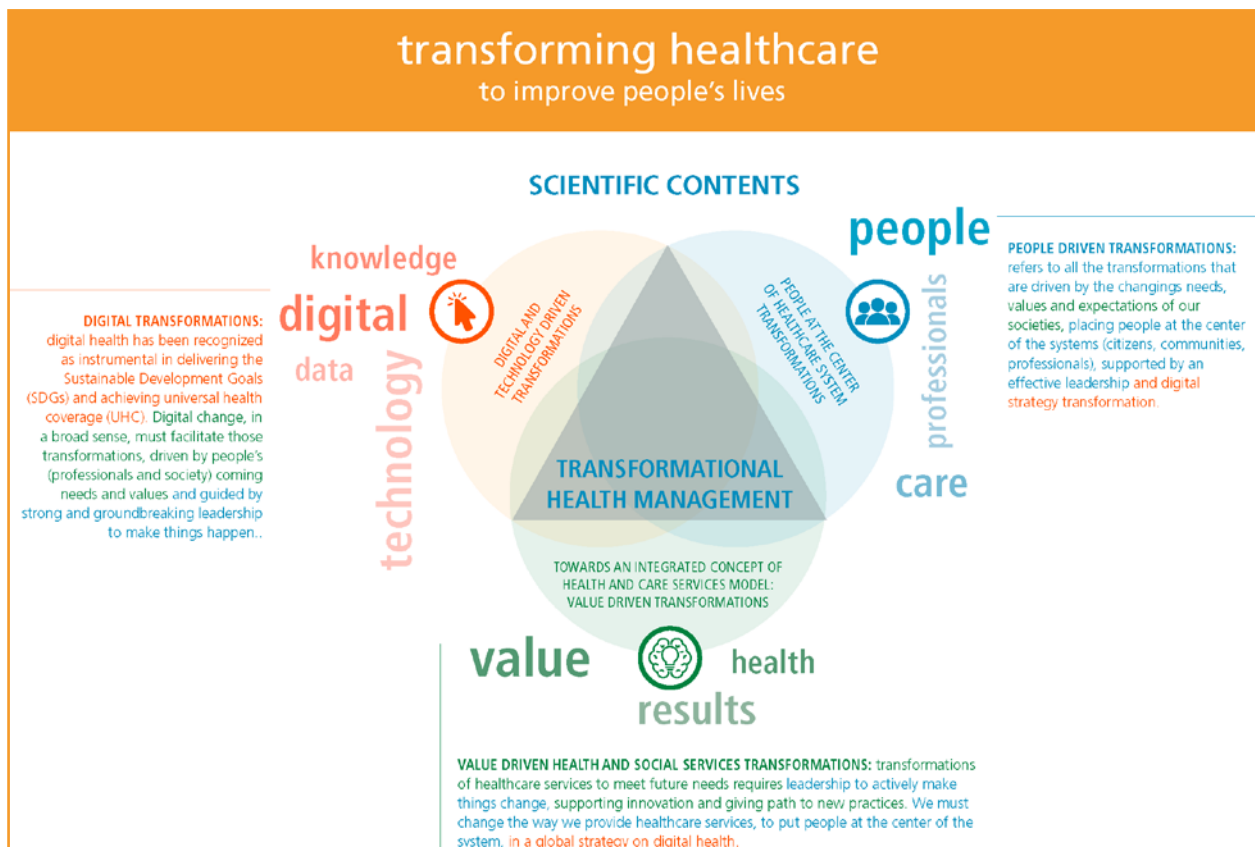 transforming healthcare
to improve people's lives
SCIENTIFIC CONTENTS
knowledge
digital
data
technology
DIGITAL TRANSFORMATIONS:
digital health has been recognized
as instrumental in delivering the
Sustainable Development Goals
(SDGs) and achieving universal health
coverage (UHC). Digital change, in
a broad sense, must facilitate those
transformations, driven by people's
(professionals and society) coming
needs and values and guided by
strong and groundbreaking leadership
to make things happen..
DIGITAL AND
TECHNOLOGY DRIVEN
TRANSFORMATIONS
PEOPLE AT THE CENTER
OF HEALTHCARE SYSTEM
TRANSFORMATIONS
people
professionals
care
PEOPLE DRIVEN TRANSFORMATIONS:
refers to all the transformations that
are driven by the changings needs,
values and expectations of our
societies, placing people at the center
of the systems (citizens, communities,
professionals), supported by an
effective leadership and digital
strategy transformation.
TRANSFORMATIONAL
HEALTH MANAGEMENT
TOWARDS AN INTEGRATED CONCEPT OF
HEALTH AND CARE SERVICES MODEL:
VALUE DRIVEN TRANSFORMATIONS
value
health
results
VALUE DRIVEN HEALTH AND SOCIAL SERVICES TRANSFORMATIONS: transformations
of healthcare services to meet future needs requires leadership to actively make
things change, supporting innovation and giving path to new practices. We must
change the way we provide healthcare services, to put people at the center of the
system, in a global strategy on digital health.